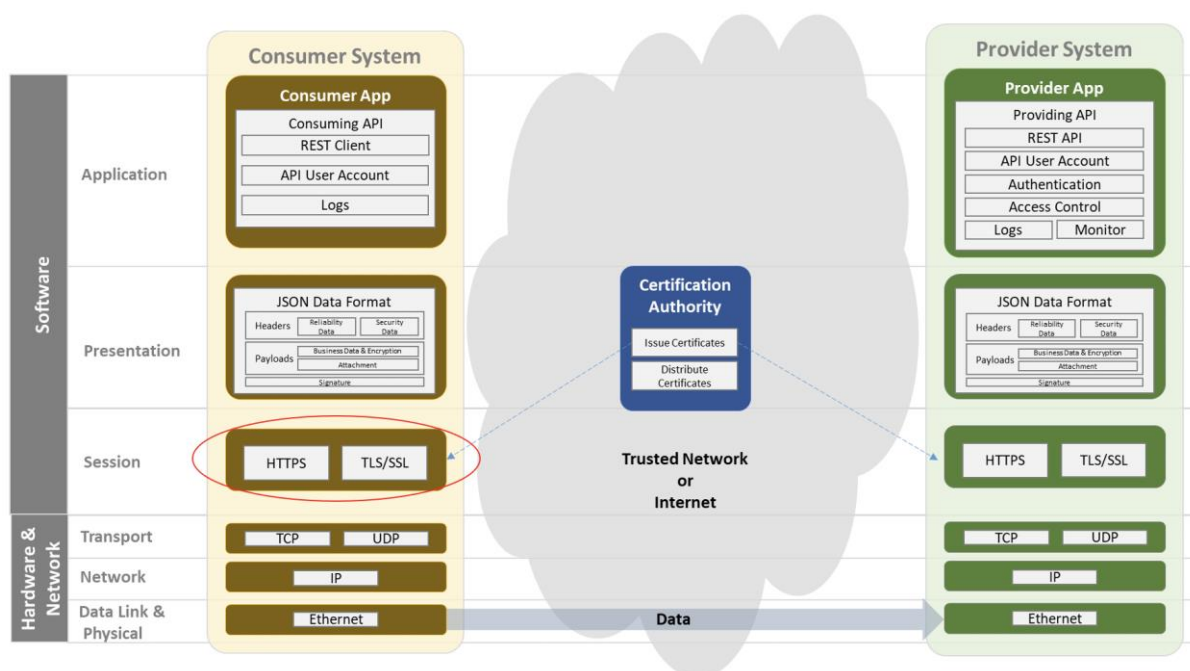 Consumer System
Provider System
Software
Hardware &
Network
Application
Presentation
Session
Transport
Network
Data Link &
Physical
Consumer App
Consuming API
REST Client
API User Account
Logs
JSON Data Format
Headers
Reliability
Data
Security
Data
Payloads
Business Data & Encryption
Attachment
Signature
HTTPS
TLS/SSL
TCP
UDP
IP
Ethernet
Certification
Authority
Issue Certificates
Distribute
Certificates
Trusted Network
or
Internet
Data
Provider App
Providing API
REST API
API User Account
Authentication
Access Control
Logs
Monitor
JSON Data Format
Headers
Reliability
Data
Security
Data
Payloads
Business Data & Encryption
Attachment
Signature
HTTPS
TLS/SSL
TCP
UDP
IP
Ethernet